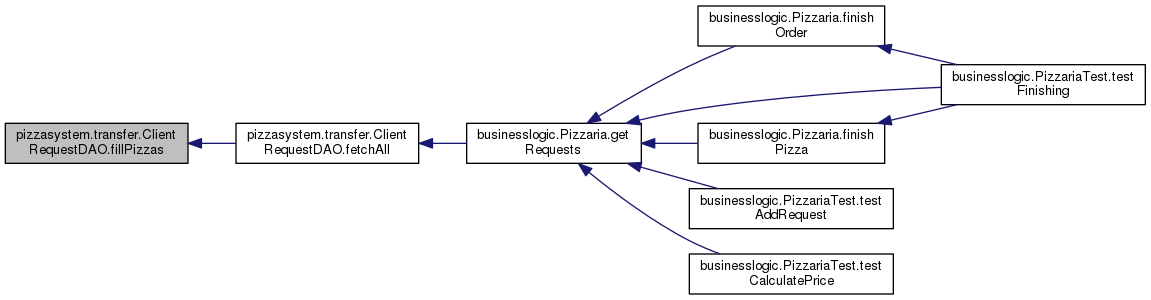 businesslogic.Pizzaria.finish
Order
businesslogic.PizzariaTest.test
Finishing
pizzasystem.transfer.Client
RequestDAO.fillPizzas
pizzasystem.transfer.Client
RequestDAO.fetchAll
businesslogic.Pizzaria.get
Requests
businesslogic.Pizzaria.finish
Pizza
businesslogic.PizzariaTest.test
AddRequest
businesslogic.PizzariaTest.test
CalculatePrice